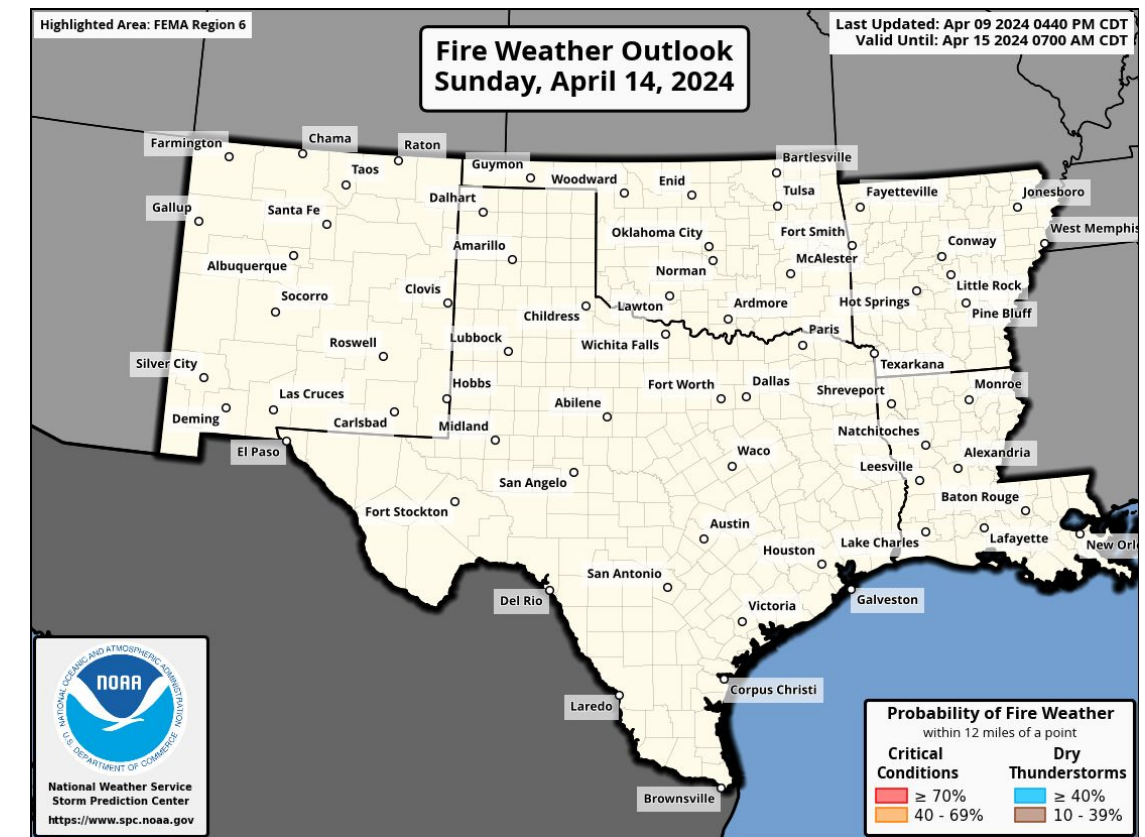 Highlighted Area: FEMA Region 6
Fire Weather Outlook
Sunday, April 14, 2024
Last Updated: Apr 09 2024 0440 PM CDT
Valid Until: Apr 15 2024 0700 AM CDT
Farmington
Chama
Raton
Taos
Gallup
Santa Fe
Albuquerque
Socorro
Clovis
Roswell
Silver City
Las Cruces
Deming
Carlsbad
Hobbs
Guymon
Woodward
Enid
Bartlesville
Tulsa
Dalhart
Amarillo
Oklahoma City
Norman
Fort Smith
McAlester
Childress
Lawton
Ardmore
Fayetteville
Jonesboro
West Memphis
Conway
Little Rock
Hot Springs
Pine Bluff
Lubbock
Wichita Falls
Paris
Texarkana
Fort Worth
Dallas
Shreveport
Monroe
Abilene
Midland
El Paso
Natchitoches
Alexandria
Leesville
San Angelo
Waco
Fort Stockton
Baton Rouge
Austin
Houston
Lake Charles
Lafayette
New Orl
San Antonio
Del Rio
Galveston
Victoria
Corpus Christi
Laredo
Brownsville
NATIONAL OCEANIC AND ATMOSPHERIC ADMINISTRATION
NOAA
U.S. DEPARTMENT OF COMMERCE
National Weather Service
Storm Prediction Center
https://www.spc.noaa.gov
Probability of Fire Weather
within 12 miles of a point
Critical Conditions
≥ 70%
40 - 69%
Dry Thunderstorms
≥ 40%
10 - 39%